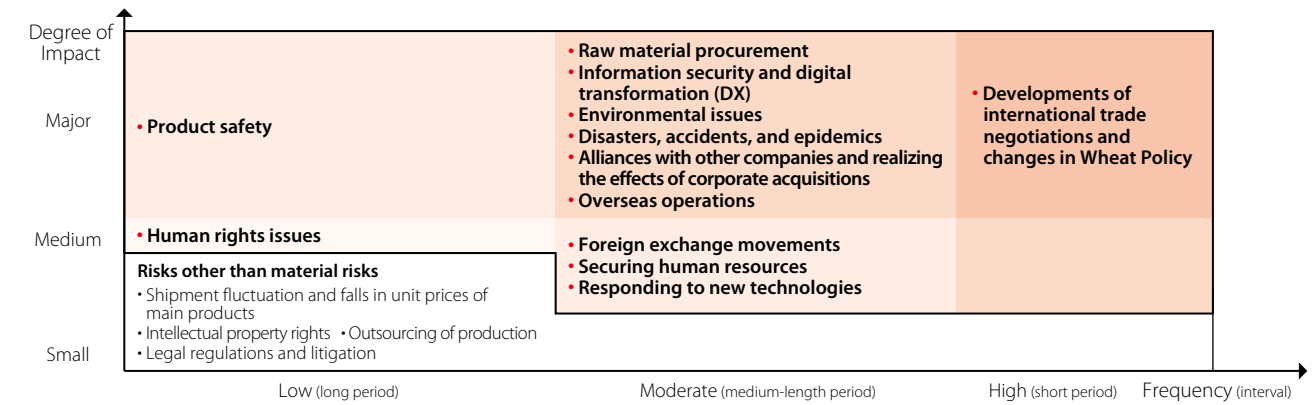 Degree of
Impact
Major
Medium
Small
• Product safety
• Human rights issues
Risks other than material risks
• Shipment fluctuation and falls in unit prices of
main products
• Intellectual property rights • Outsourcing of production
• Legal regulations and litigation
• Raw material procurement
• Information security and digital
transformation (DX)
• Environmental issues
• Disasters, accidents, and epidemics
• Alliances with other companies and realizing
the effects of corporate acquisitions
• Overseas operations
• Foreign exchange movements
• Securing human resources
• Responding to new technologies
• Developments of
international trade
negotiations and
changes in Wheat Policy
Low (long period)
Moderate (medium-length period)
High (short period)
Frequency (interval)